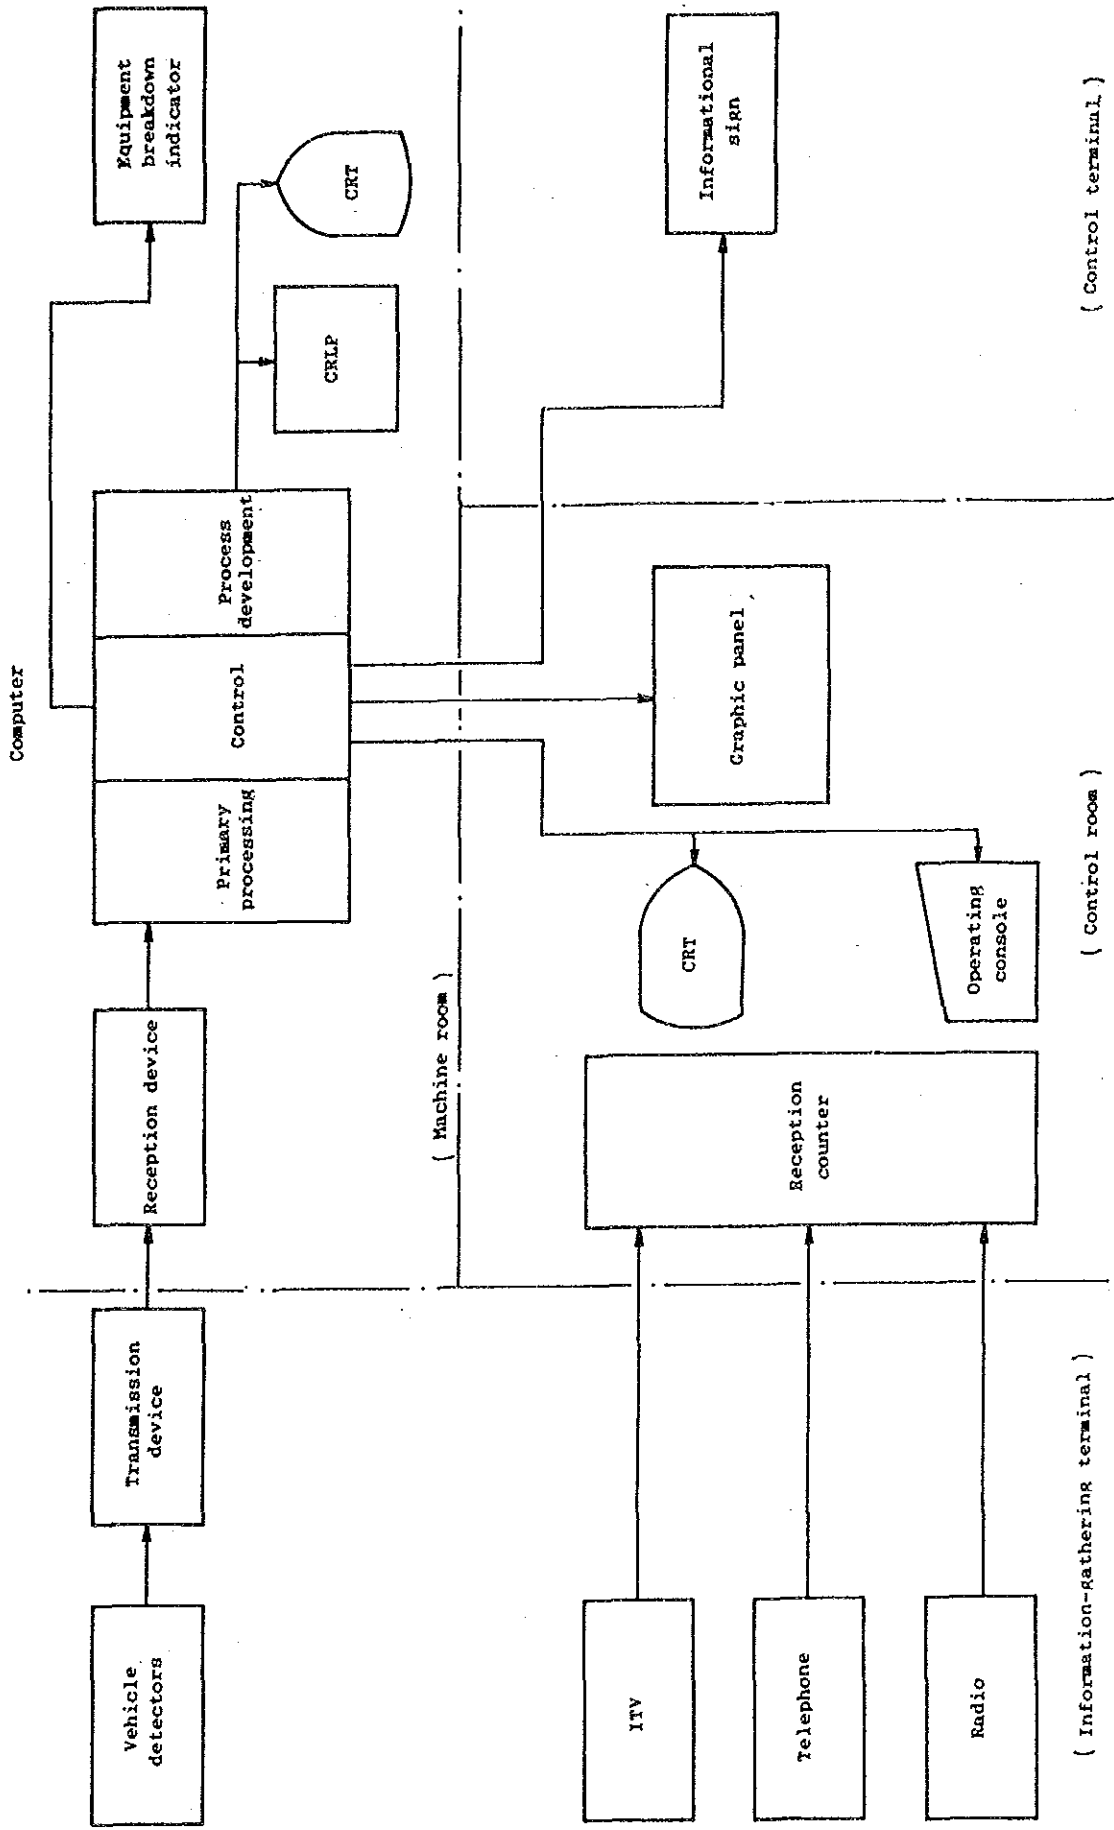 Computer
Vehicle
detectors
Transmission
device
Reception device
Primary
processing
Control
Process
development
Equipment
breakdown
indicator
CRLP
CRT
( Machine room )
ITV
Telephone
Radio
Reception
counter
CRT
Operating
console
Graphic panel
Informational
sign
( Information-gathering terminal )
( Control room )
( Control terminal )